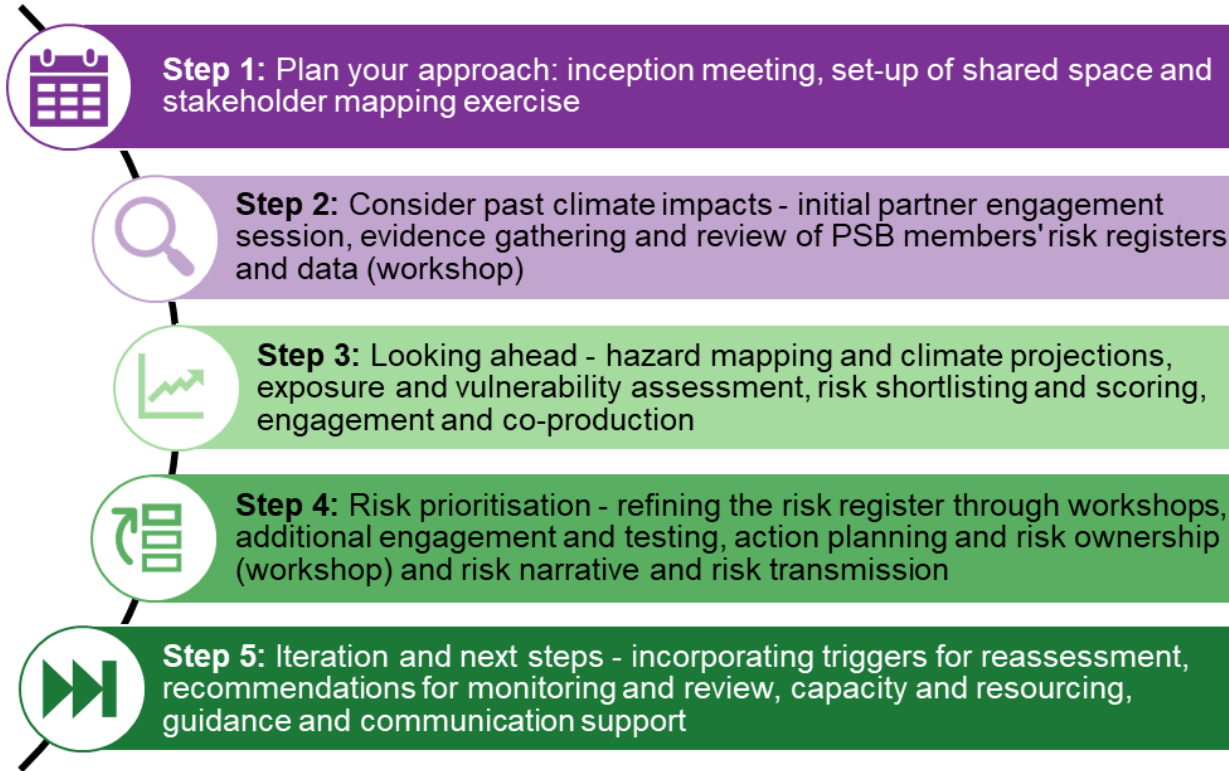 Step 1: Plan your approach: inception meeting, set-up of shared space and
stakeholder mapping exercise
Step 2: Consider past climate impacts - initial partner engagement
session, evidence gathering and review of PSB members' risk registers
and data (workshop)
Step 3: Looking ahead - hazard mapping and climate projections,
exposure and vulnerability assessment, risk shortlisting and scoring,
engagement and co-production
Step 4: Risk prioritisation - refining the risk register through workshops,
additional engagement and testing, action planning and risk ownership
(workshop) and risk narrative and risk transmission
Step 5: Iteration and next steps - incorporating triggers for reassessment,
recommendations for monitoring and review, capacity and resourcing,
guidance and communication support